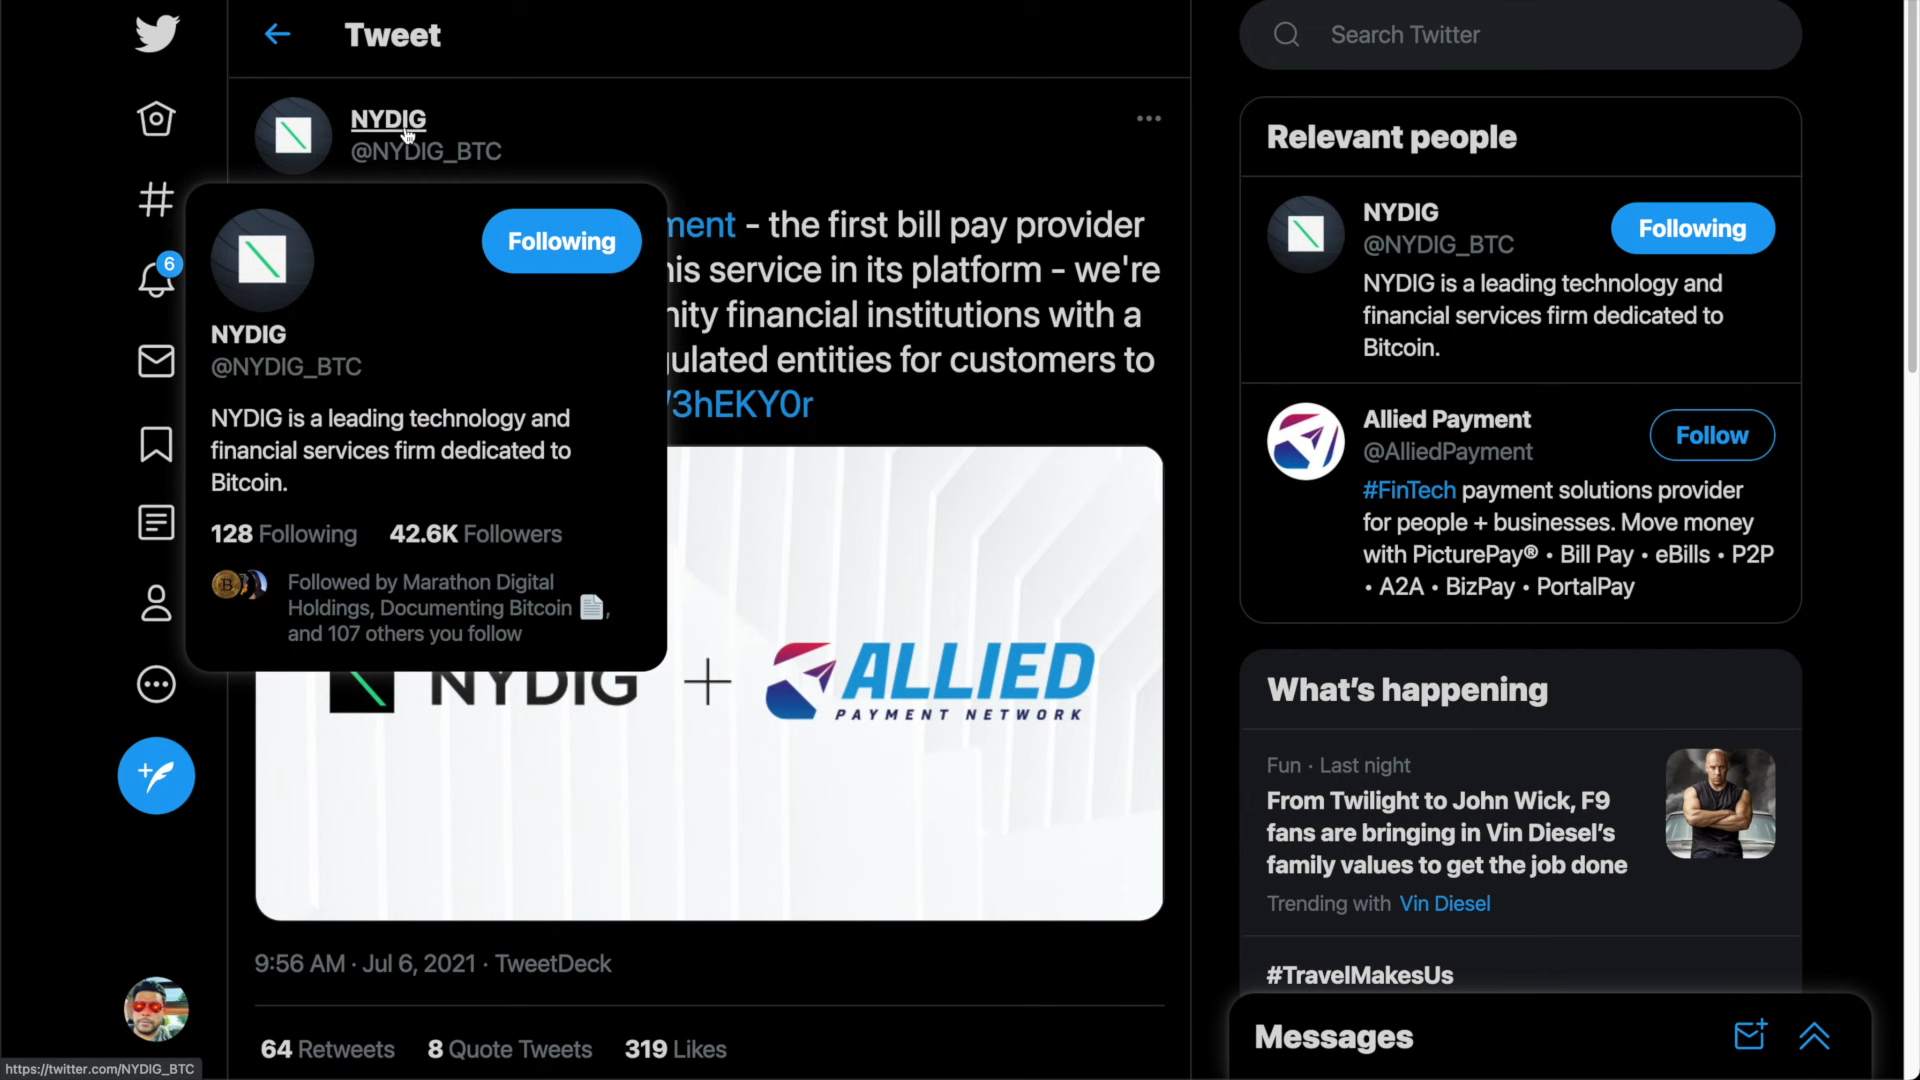 Tweet
NYDIG
@NYDIG_BTC
6
Following
NYDIG
@NYDIG_BTC
NYDIG is a leading technology and
financial services firm dedicated to
Bitcoin.
128 Following 42.6K Followers
Followed by Marathon Digital
Holdings, Documenting Bitcoin 📄,
and 107 others you follow
ment - the first bill pay provider
his service in its platform - we're
nity financial institutions with a
gulated entities for customers to
/3hEKY0r
NYDIG + ALLIED
PAYMENT NETWORK
9:56 AM · Jul 6, 2021 · TweetDeck
64 Retweets 8 Quote Tweets 319 Likes
Search Twitter
Relevant people
NYDIG
@NYDIG_BTC
Following
NYDIG is a leading technology and
financial services firm dedicated to
Bitcoin.
Allied Payment
@AlliedPayment
Follow
#FinTech payment solutions provider
for people + businesses. Move money
with PicturePay® • Bill Pay • eBills • P2P
• A2A • BizPay • PortalPay
What's happening
Fun · Last night
From Twilight to John Wick, F9
fans are bringing in Vin Diesel's
family values to get the job done
Trending with Vin Diesel
#TravelMakesUs
Messages
https://twitter.com/NYDIG_BTC